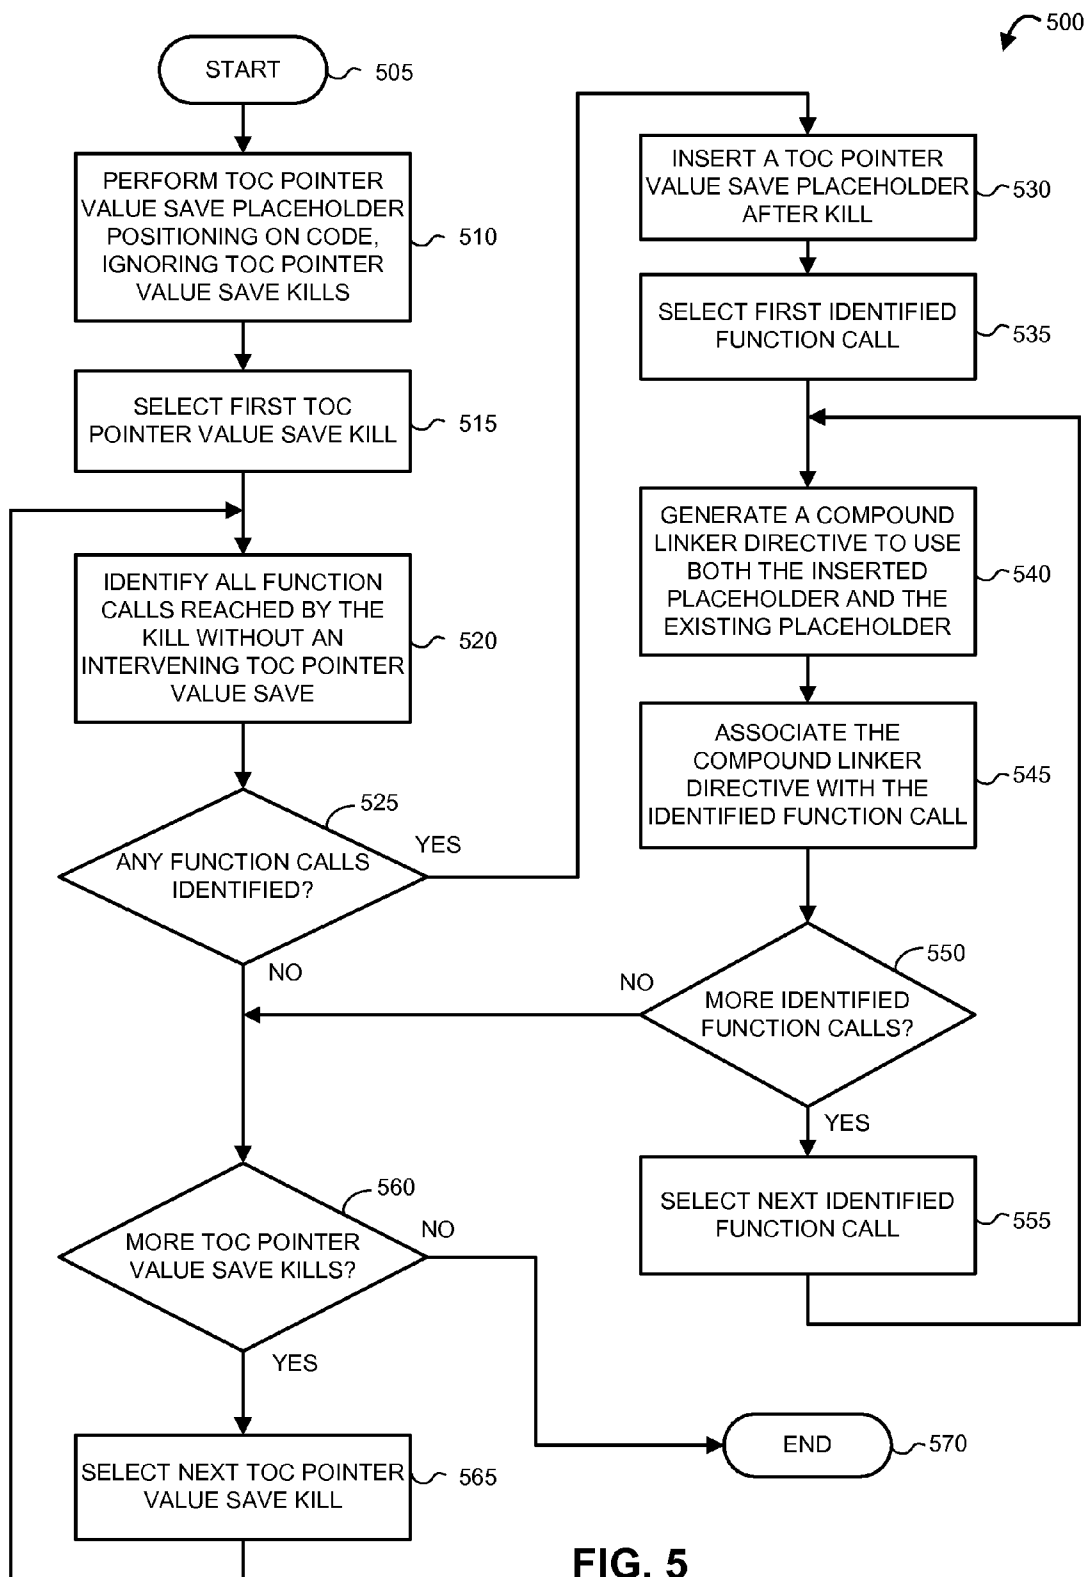 500
START
505
PERFORM TOC POINTER
VALUE SAVE PLACEHOLDER
POSITIONING ON CODE,
IGNORING TOC POINTER
VALUE SAVE KILLS
510
SELECT FIRST TOC
POINTER VALUE SAVE KILL
515
IDENTIFY ALL FUNCTION
CALLS REACHED BY THE
KILL WITHOUT AN
INTERVENING TOC POINTER
VALUE SAVE
520
525
ANY FUNCTION CALLS
IDENTIFIED?
YES
NO
INSERT A TOC POINTER
VALUE SAVE PLACEHOLDER
AFTER KILL
530
SELECT FIRST IDENTIFIED
FUNCTION CALL
535
GENERATE A COMPOUND
LINKER DIRECTIVE TO USE
BOTH THE INSERTED
PLACEHOLDER AND THE
EXISTING PLACEHOLDER
540
ASSOCIATE THE
COMPOUND LINKER
DIRECTIVE WITH THE
IDENTIFIED FUNCTION CALL
545
550
MORE IDENTIFIED
FUNCTION CALLS?
NO
YES
SELECT NEXT IDENTIFIED
FUNCTION CALL
555
560
MORE TOC POINTER
VALUE SAVE KILLS?
NO
YES
SELECT NEXT TOC POINTER
VALUE SAVE KILL
565
END
570
FIG. 5